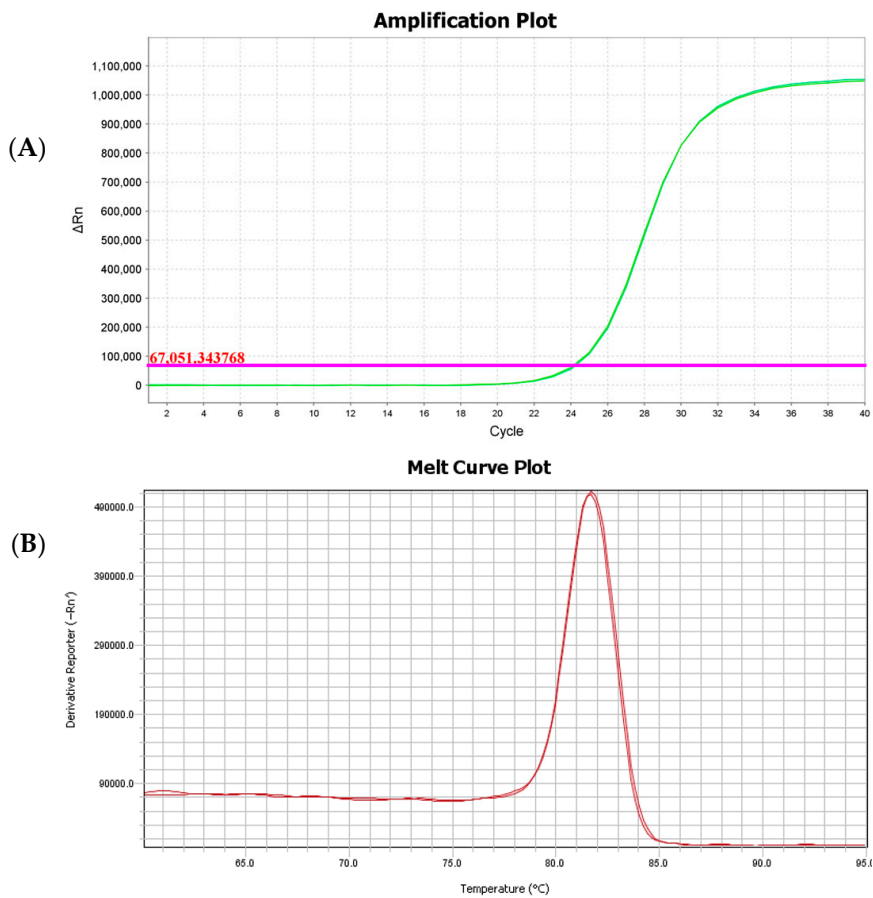 Amplification Plot
(A)
1,100,000
1,000,000
900,000
800,000
700,000
600,000
500,000
400,000
300,000
200,000
100,000
0
ΔRn
67,051.343768
2 4 6 8 10 12 14 16 18 20 22 24 26 28 30 32 34 36 38 40
Cycle
Melt Curve Plot
(B)
490000.0
390000.0
290000.0
190000.0
90000.0
Derivative Reporter (−Rn')
65.0 70.0 75.0 80.0 85.0 90.0 95.0
Temperature (°C)